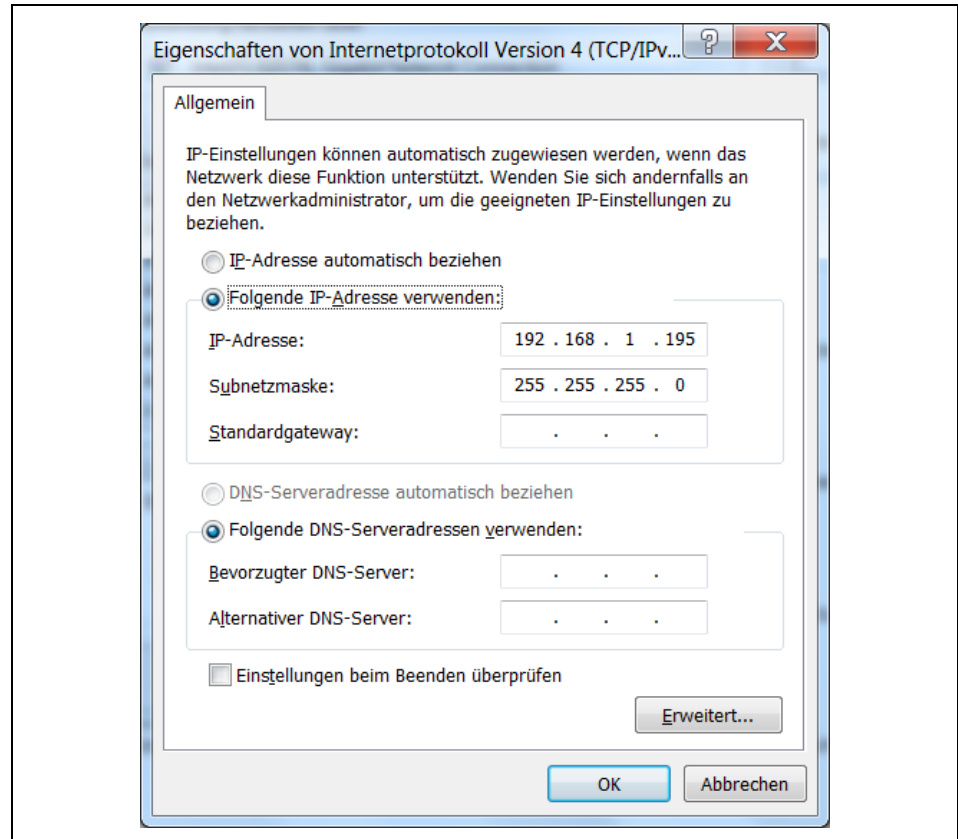 Eigenschaften von Internetprotokoll Version 4 (TCP/IPv...
Allgemein
IP-Einstellungen können automatisch zugewiesen werden, wenn das
Netzwerk diese Funktion unterstützt. Wenden Sie sich andernfalls an
den Netzwerkadministrator, um die geeigneten IP-Einstellungen zu
beziehen.
IP-Adresse automatisch beziehen
Folgende IP-Adresse verwenden:
IP-Adresse: 192 . 168 . 1 . 195
Subnetzmaske: 255 . 255 . 255 . 0
Standardgateway: . . .
DNS-Serveradresse automatisch beziehen
Folgende DNS-Serveradressen verwenden:
Bevorzugter DNS-Server: . . .
Alternativer DNS-Server: . . .
Einstellungen beim Beenden überprüfen
Erweitert...
OK Abbrechen